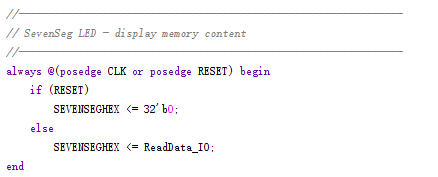 //----------------------------------------------------------------
// SevenSeg LED - display memory content
//----------------------------------------------------------------
always @(posedge CLK or posedge RESET) begin
    if (RESET)
        SEVENSEGHEX <= 32'b0;
    else
        SEVENSEGHEX <= ReadData_IO;
end